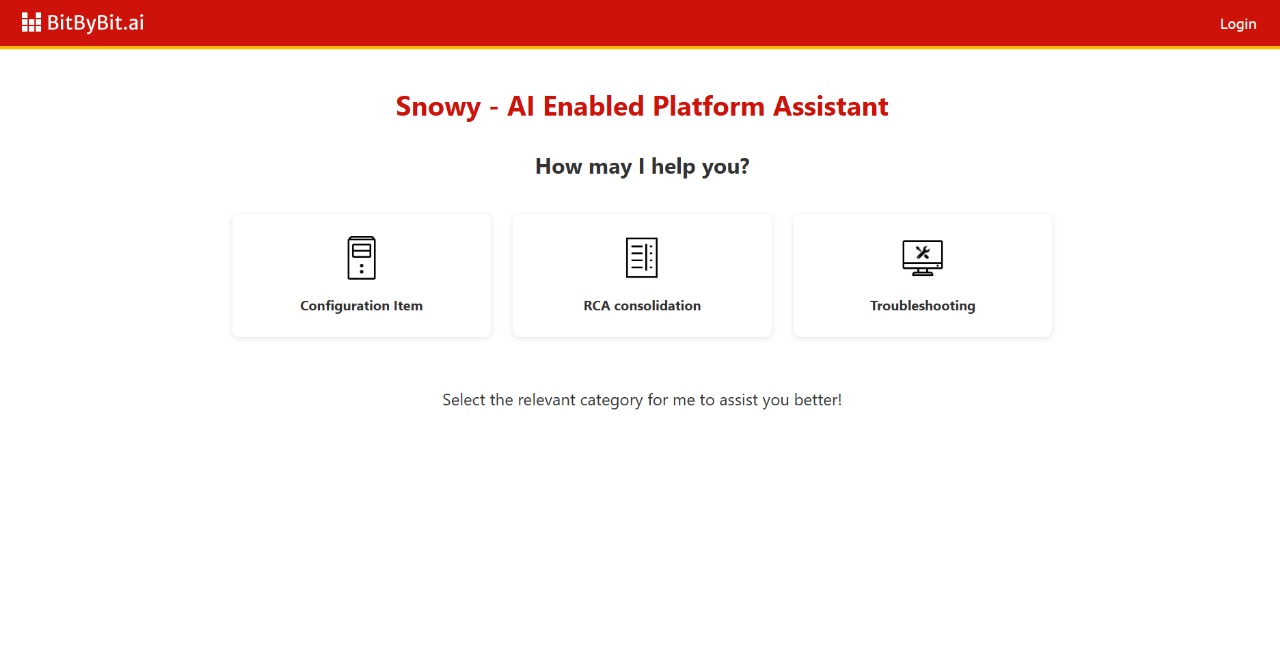 BitByBit.ai
Login
Snowy - AI Enabled Platform Assistant
How may I help you?
Configuration Item
RCA consolidation
Troubleshooting
Select the relevant category for me to assist you better!